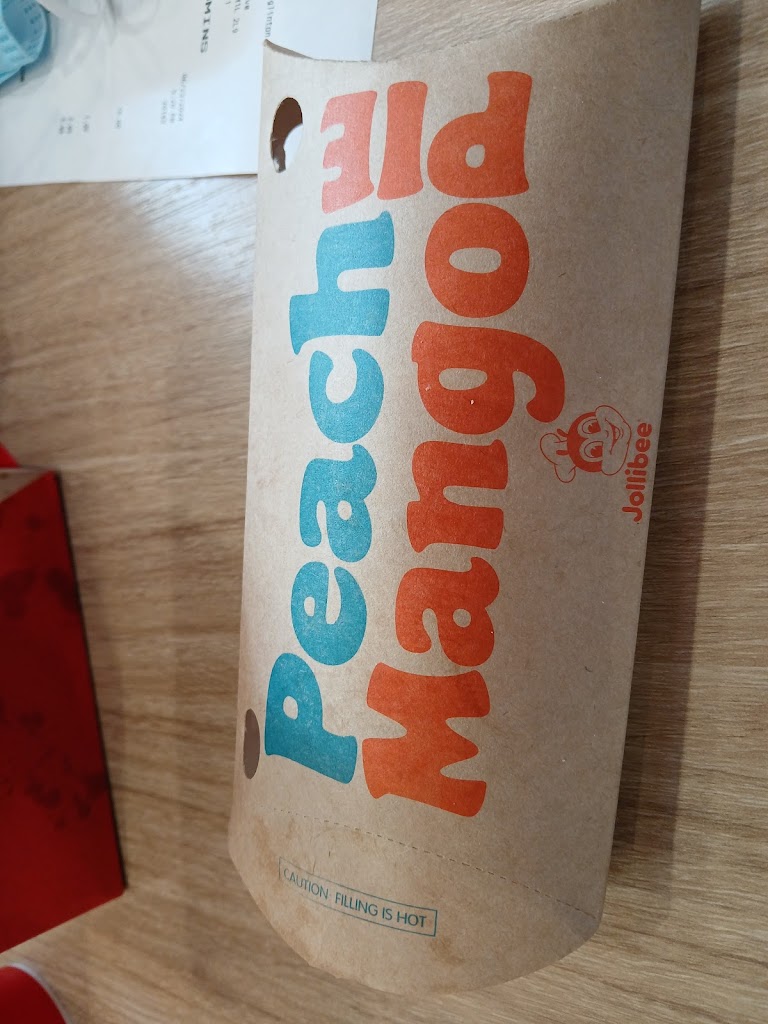 Peach
Mango
PIE
Jollibee
CAUTION: FILLING IS HOT